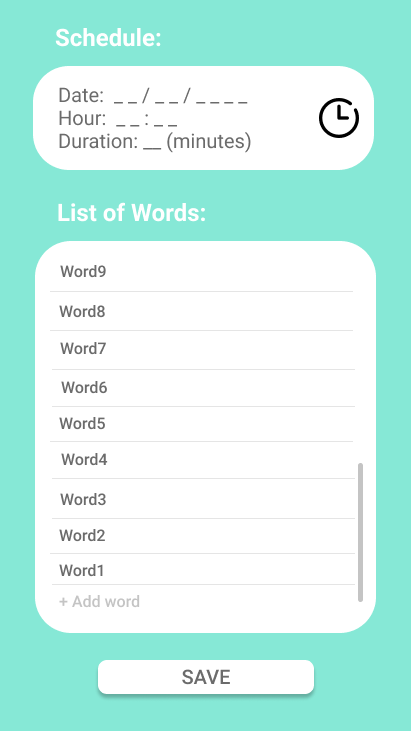 Schedule:
Date: _ _ / _ _ / _ _ _ _
Hour: _ _ : _ _
Duration: __ (minutes)
List of Words:
Word9
Word8
Word7
Word6
Word5
Word4
Word3
Word2
Word1
+ Add word
SAVE